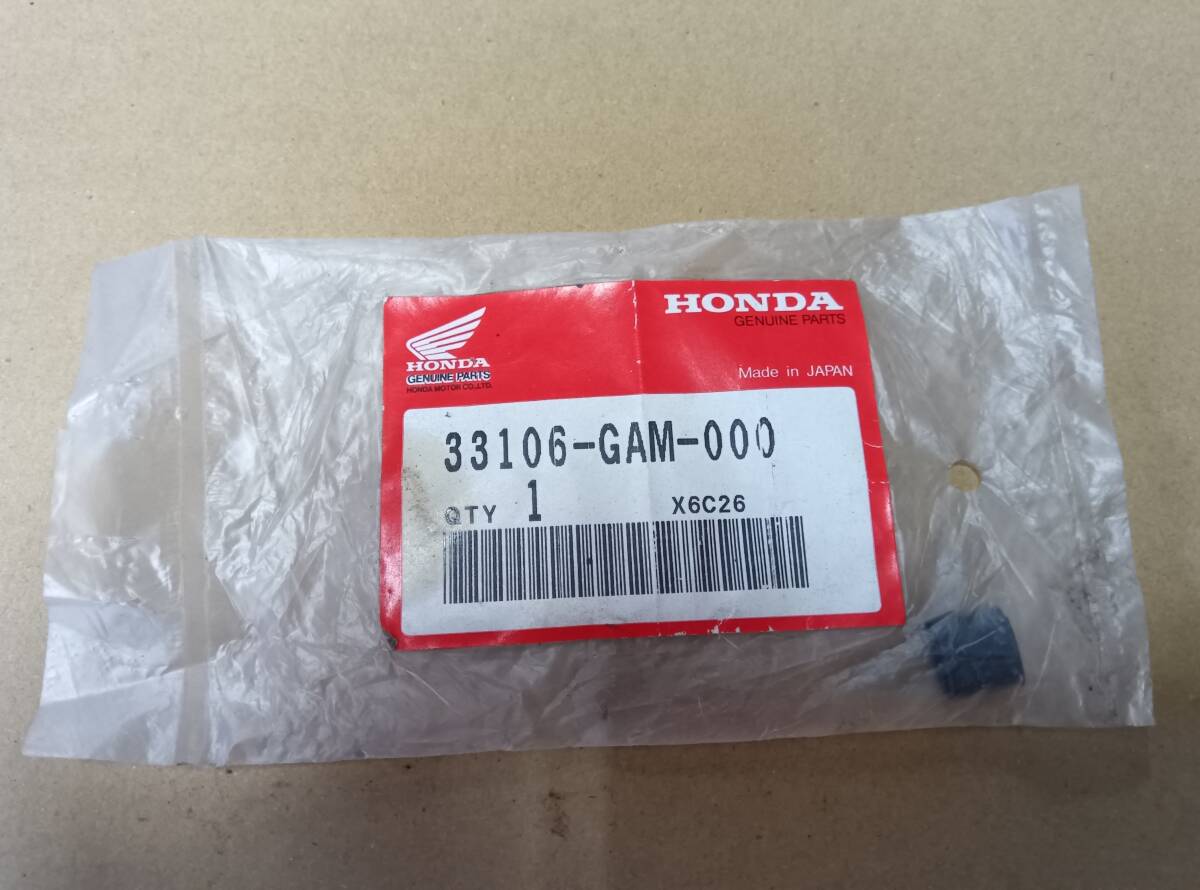 HONDA
GENUINE PARTS
HONDA MOTOR CO.,LTD.
HONDA
GENUINE PARTS
Made in JAPAN
33106-GAM-000
QTY 1 X6C26